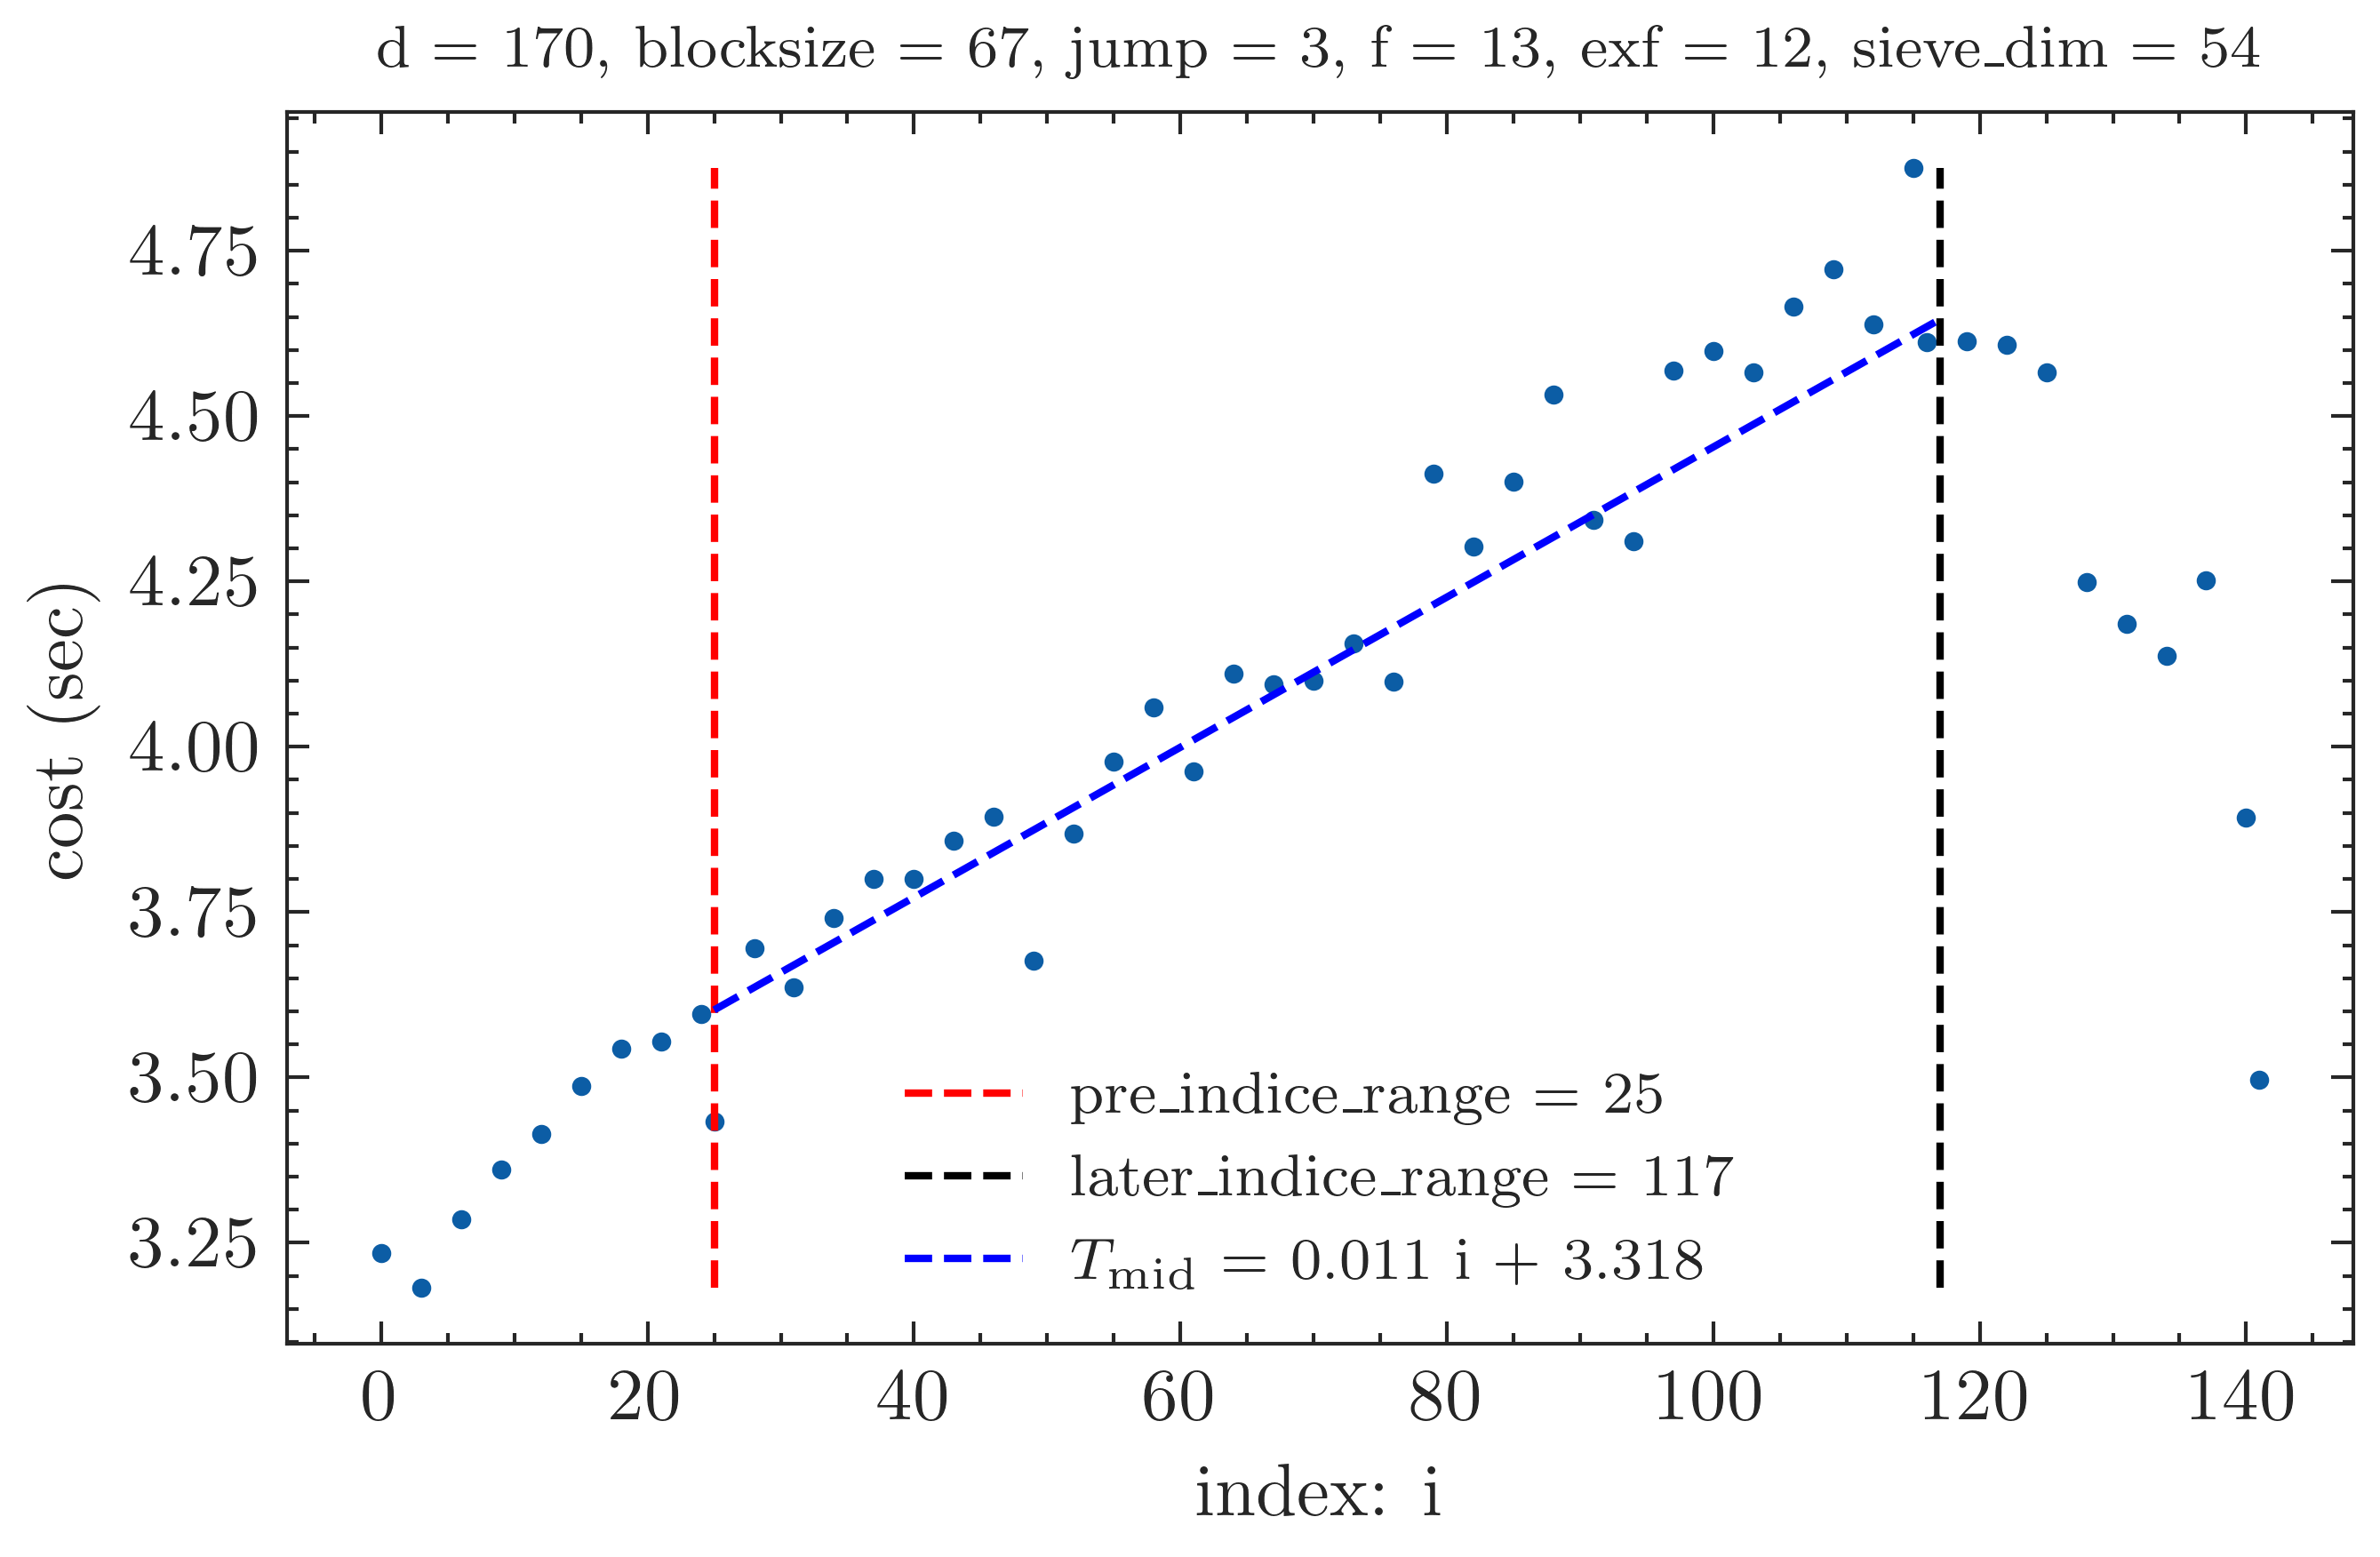 d = 170, blocksize = 67, jump = 3, f = 13, exf = 12, sieve_dim = 54
cost (sec)
4.75
4.50
4.25
4.00
3.75
3.50
3.25
pre_indice_range = 25
later_indice_range = 117
T_mid = 0.011 i + 3.318
0 20 40 60 80 100 120 140
index: i